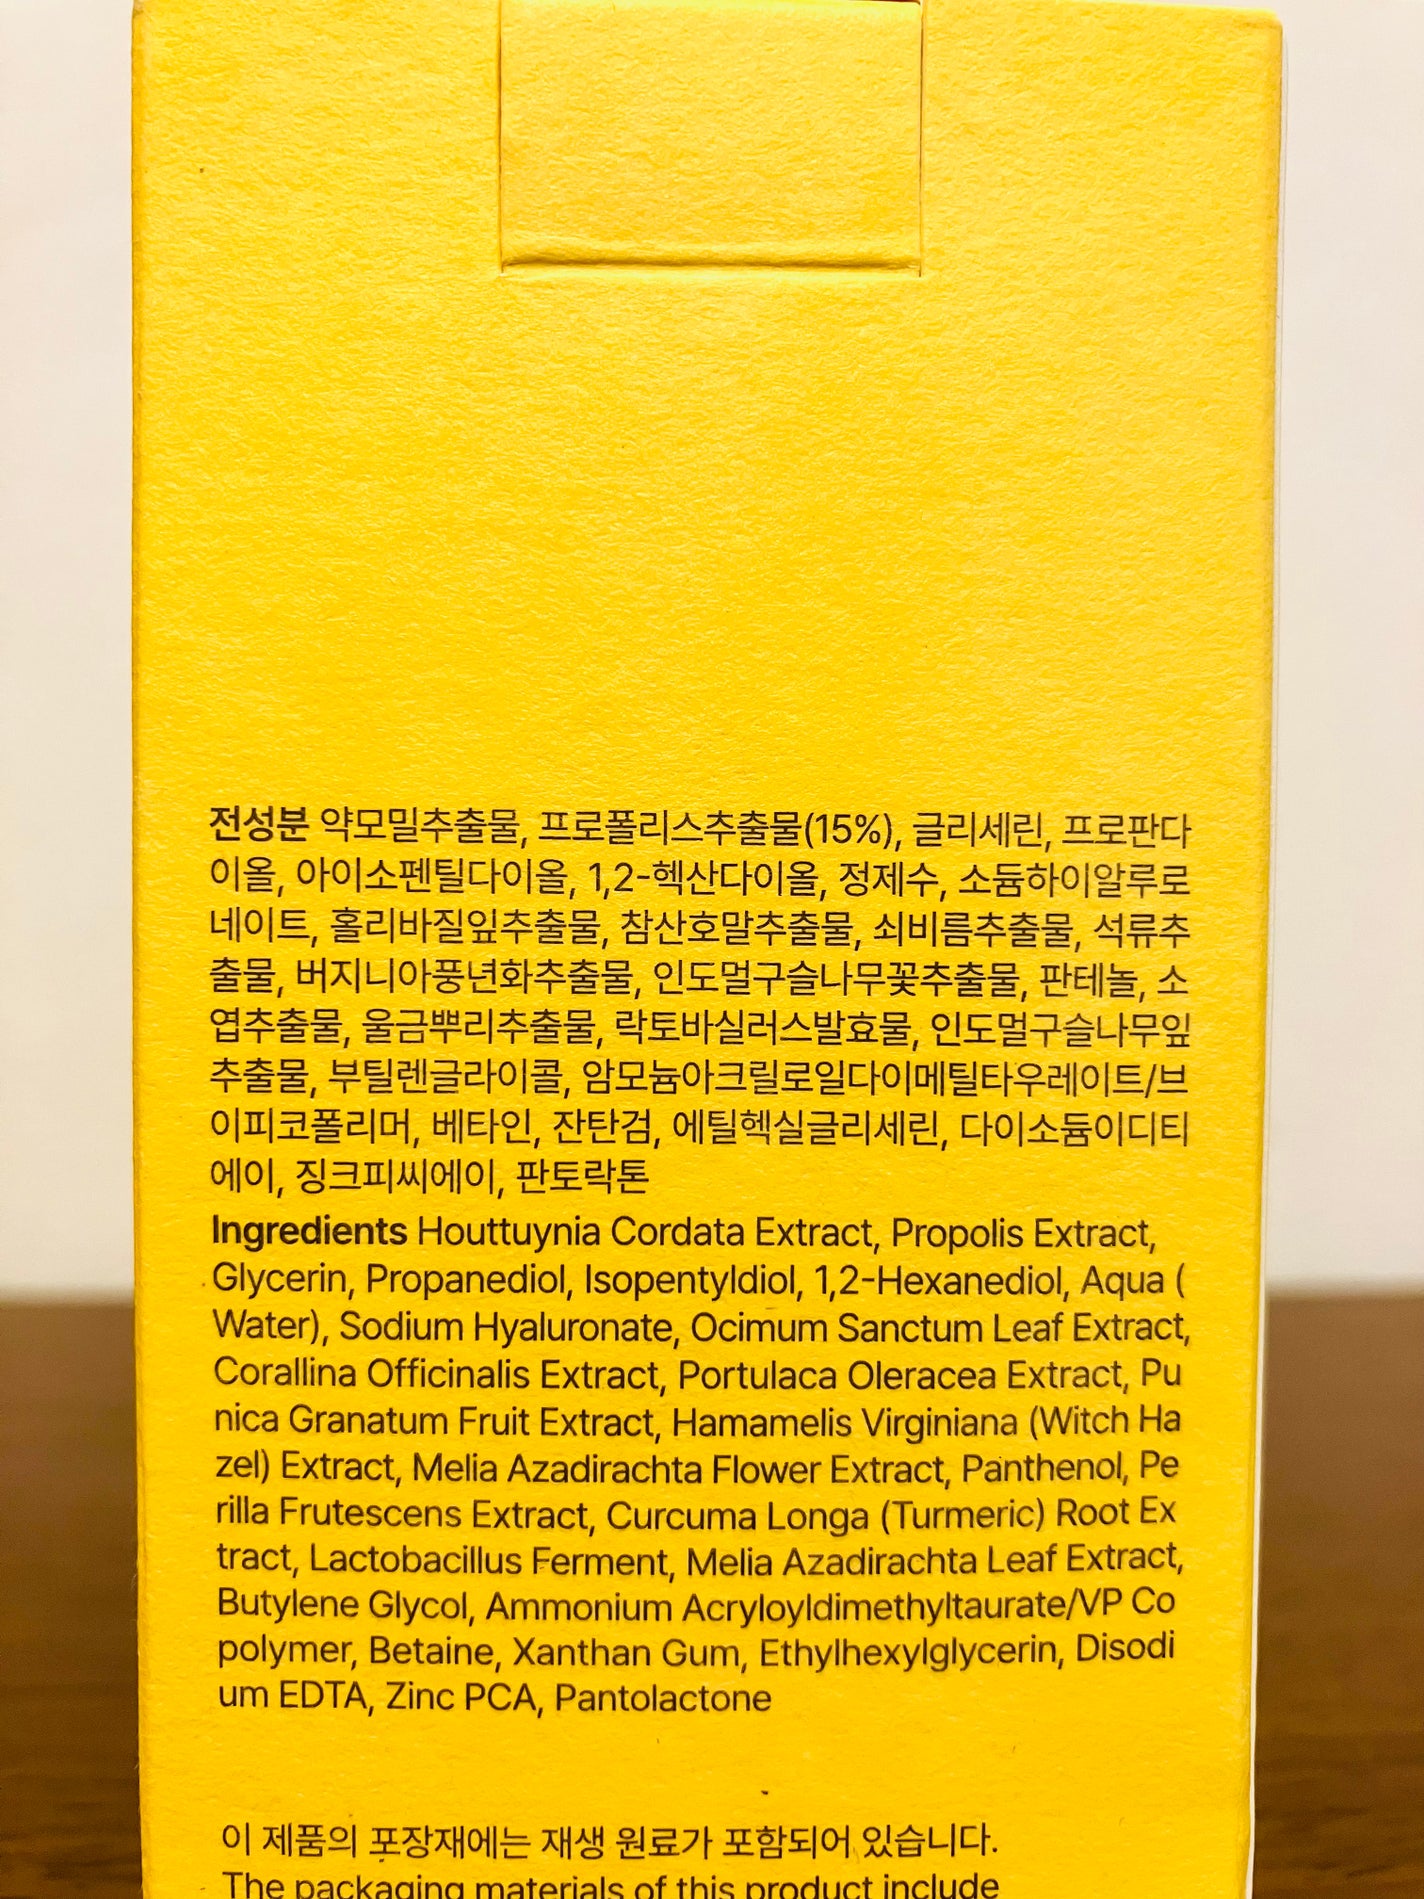 전성분 약모밀추출물, 프로폴리스추출물(15%), 글리세린, 프로판다
이올, 아이소펜틸다이올, 1,2-헥산다이올, 정제수, 소듐하이알루로
네이트, 홀리바질잎추출물, 참산호말추출물, 쇠비름추출물, 석류추
출물, 버지니아풍년화추출물, 인도멀구슬나무꽃추출물, 판테놀, 소
엽추출물, 울금뿌리추출물, 락토바실러스발효물, 인도멀구슬나무잎
추출물, 부틸렌글라이콜, 암모늄아크릴로일다이메틸타우레이트/브
이피코폴리머, 베타인, 잔탄검, 에틸헥실글리세린, 다이소듐이디티
에이, 징크피씨에이, 판토락톤
Ingredients Houttuynia Cordata Extract, Propolis Extract,
Glycerin, Propanediol, Isopentyldiol, 1,2-Hexanediol, Aqua (
Water), Sodium Hyaluronate, Ocimum Sanctum Leaf Extract,
Corallina Officinalis Extract, Portulaca Oleracea Extract, Pu
nica Granatum Fruit Extract, Hamamelis Virginiana (Witch Ha
zel) Extract, Melia Azadirachta Flower Extract, Panthenol, Pe
rilla Frutescens Extract, Curcuma Longa (Turmeric) Root Ex
tract, Lactobacillus Ferment, Melia Azadirachta Leaf Extract,
Butylene Glycol, Ammonium Acryloyldimethyltaurate/VP Co
polymer, Betaine, Xanthan Gum, Ethylhexylglycerin, Disodi
um EDTA, Zinc PCA, Pantolactone
이 제품의 포장재에는 재생 원료가 포함되어 있습니다.
The packaging materials of this product include